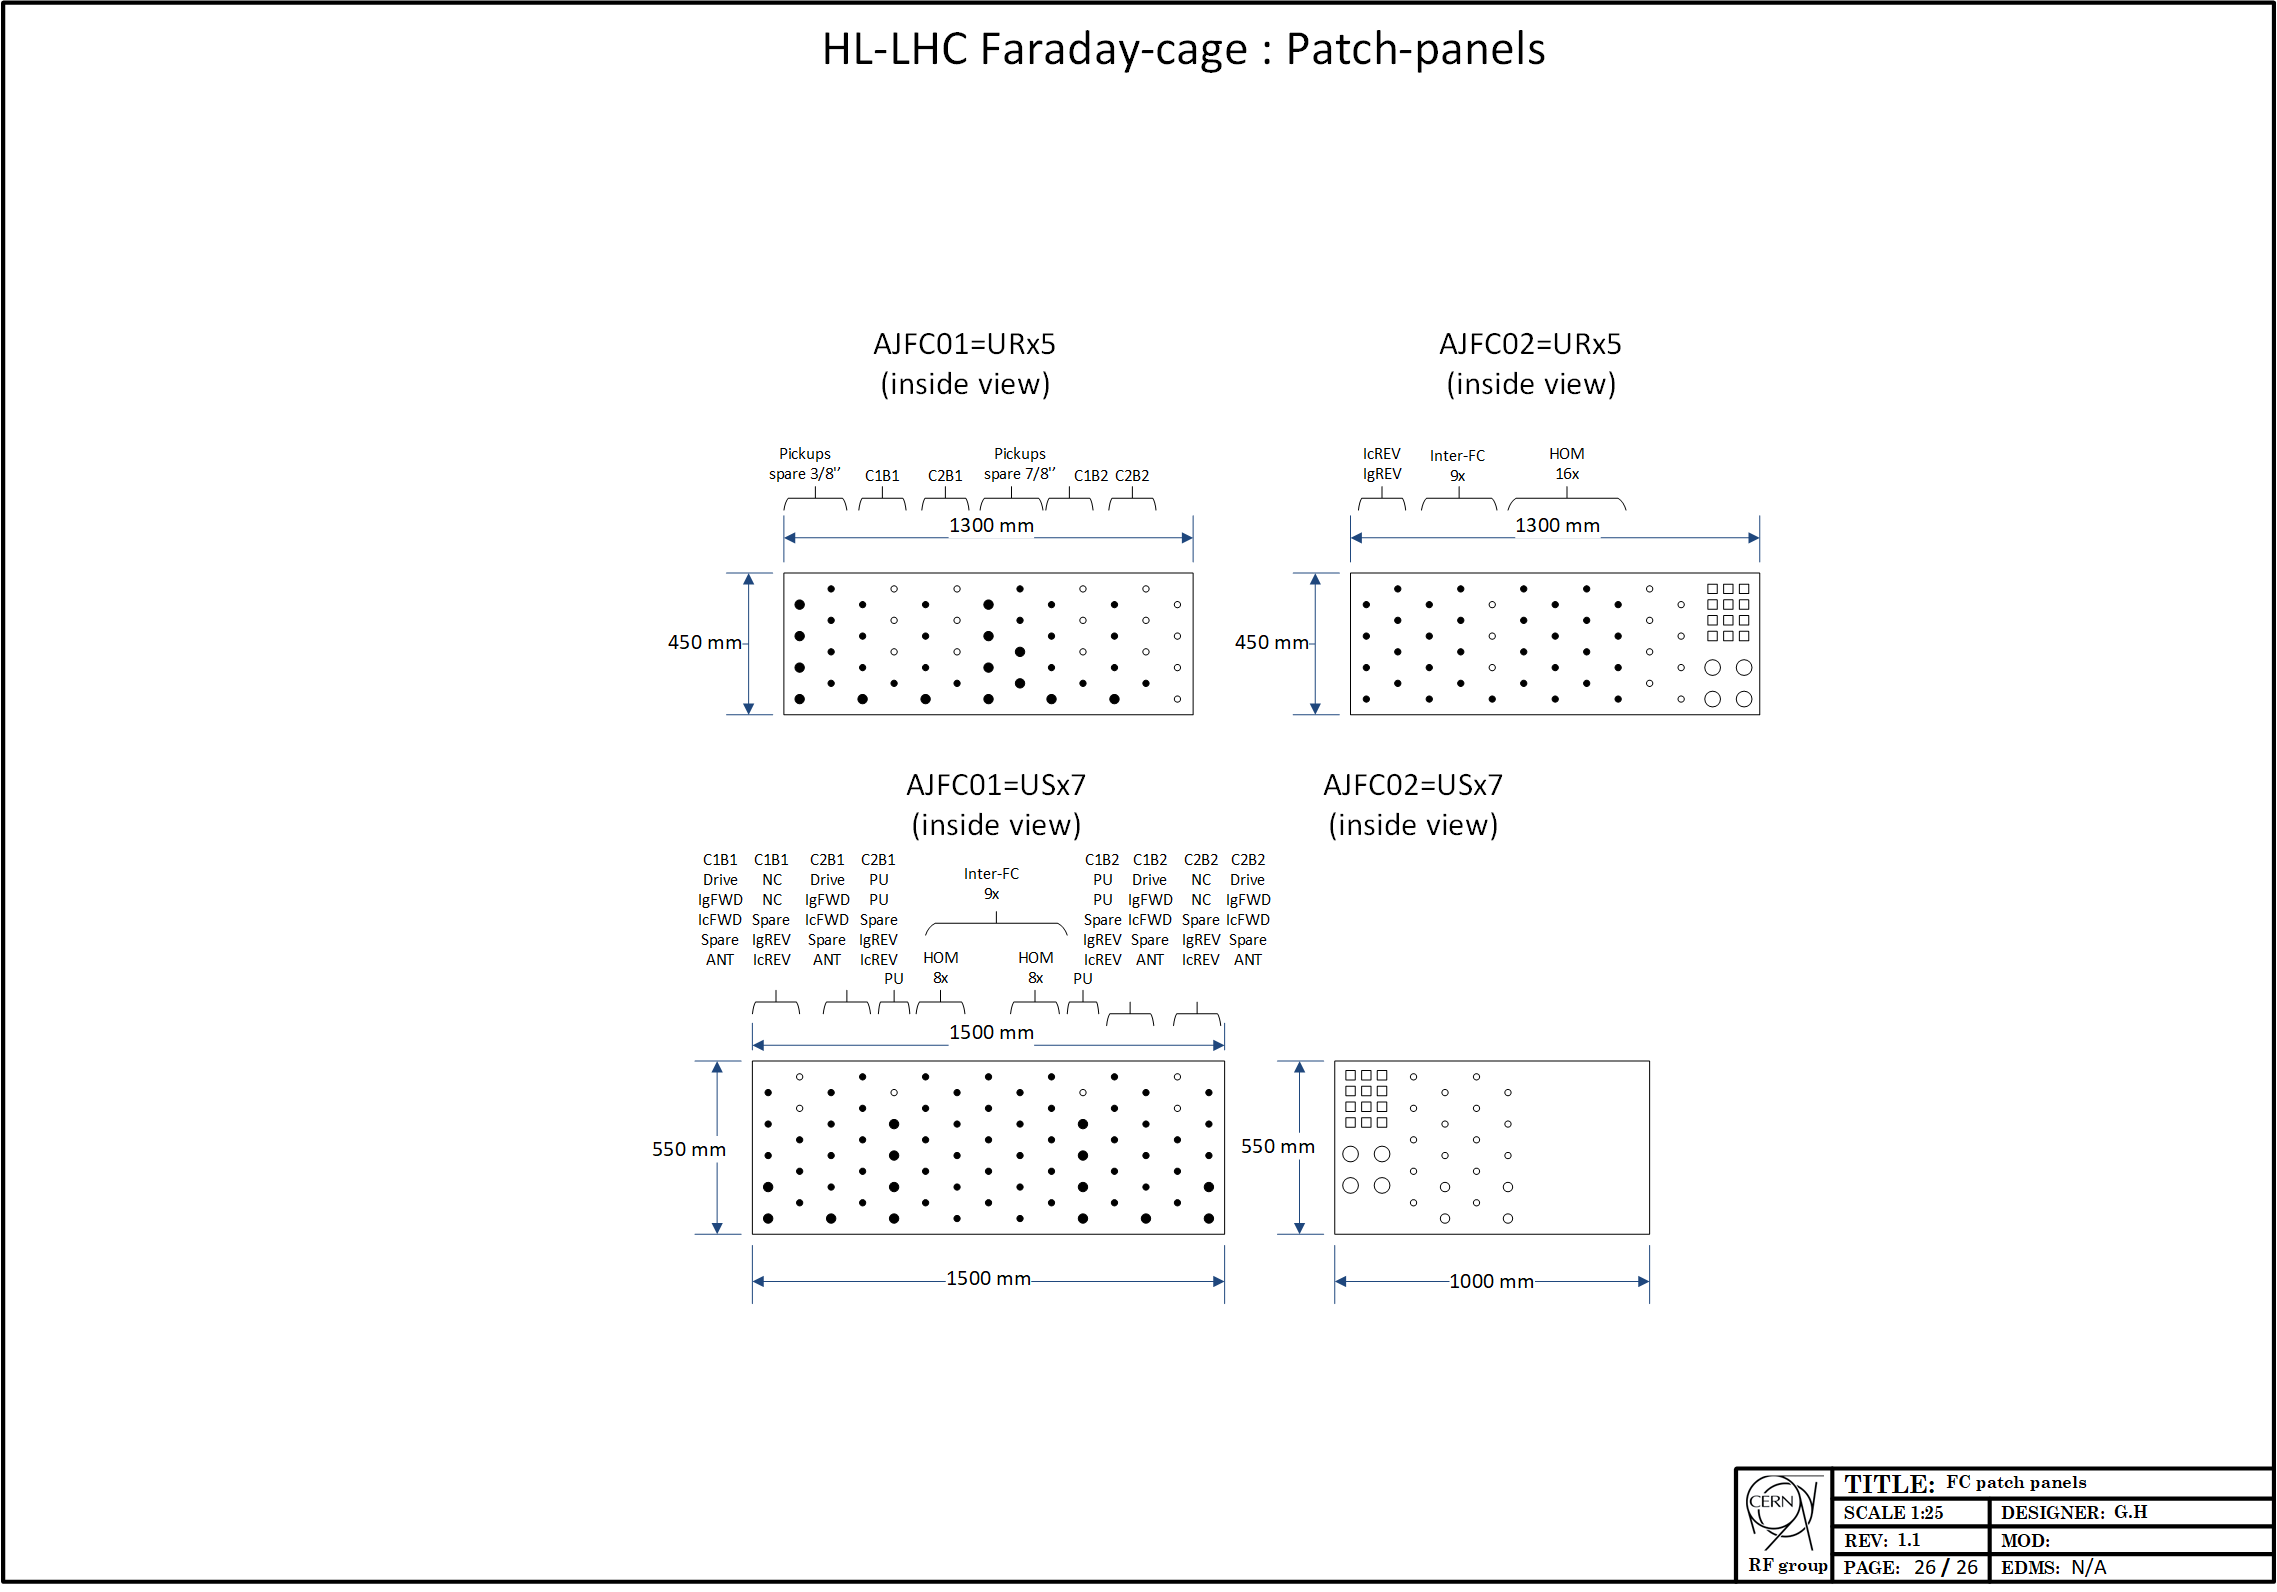 HL-LHC Faraday-cage : Patch-panels
AJFC01=URx5
(inside view)
AJFC02=URx5
(inside view)
Pickups
spare 3/8''
C1B1
C2B1
Pickups
spare 7/8''
C1B2
C2B2
IcREV
IgREV
Inter-FC
9x
HOM
16x
1300 mm
1300 mm
450 mm
450 mm
AJFC01=USx7
(inside view)
AJFC02=USx7
(inside view)
C1B1
Drive
IgFWD
IcFWD
Spare
ANT
C1B1
NC
NC
Spare
IgREV
IcREV
C2B1
Drive
IgFWD
IcFWD
Spare
ANT
C2B1
PU
PU
Spare
IgREV
IcREV
PU
Inter-FC
9x
HOM
8x
HOM
8x
PU
C1B2
PU
PU
Spare
IgREV
IcREV
C1B2
Drive
IgFWD
IcFWD
Spare
ANT
C2B2
NC
NC
Spare
IgREV
IcREV
C2B2
Drive
IgFWD
IcFWD
Spare
ANT
1500 mm
550 mm
550 mm
1500 mm
1000 mm
CERN
RF group
TITLE: FC patch panels
SCALE 1:25
DESIGNER: G.H
REV: 1.1
MOD:
PAGE: 26 / 26
EDMS: N/A